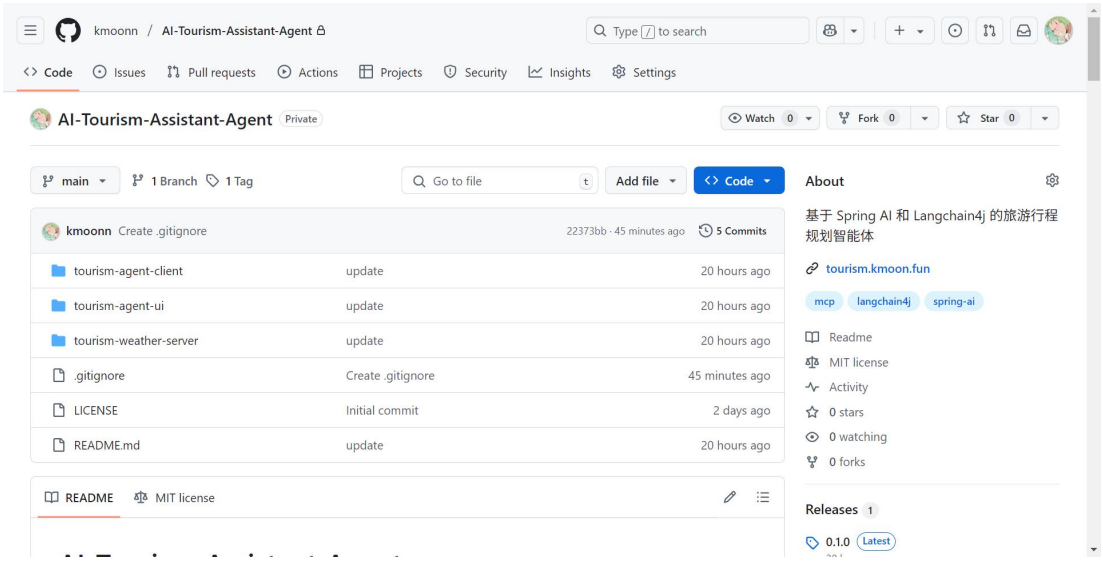 kmoonn / AI-Tourism-Assistant-Agent
Type / to search
Code Issues Pull requests Actions Projects Security Insights Settings
AI-Tourism-Assistant-Agent Private
Watch 0 Fork 0 Star 0
main 1 Branch 1 Tag Go to file t Add file Code
kmoonn Create .gitignore 22373bb · 45 minutes ago 5 Commits
tourism-agent-client update 20 hours ago
tourism-agent-ui update 20 hours ago
tourism-weather-server update 20 hours ago
.gitignore Create .gitignore 45 minutes ago
LICENSE Initial commit 2 days ago
README.md update 20 hours ago
README MIT license
About
基于 Spring AI 和 Langchain4j 的旅游行程
规划智能体
tourism.kmoon.fun
mcp langchain4j spring-ai
Readme
MIT license
Activity
0 stars
0 watching
0 forks
Releases 1
0.1.0 Latest